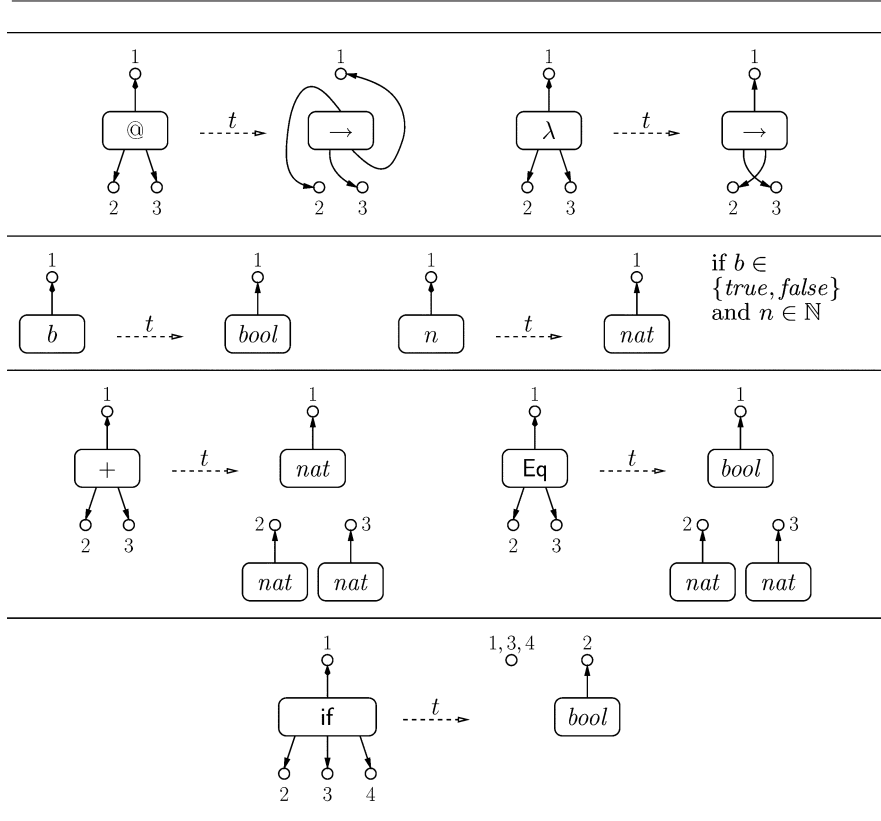 1 1 1 1
@ t → λ t →
2 3 2 3 2 3 2 3
1 1 1 1 if b ∈
{true, false}
b t bool n t nat and n ∈ ℕ
1 1 1 1
+ t nat Eq t bool
2 3 2 3 2 3 2 3
nat nat nat nat
1 1, 3, 4 2
if t bool
2 3 4